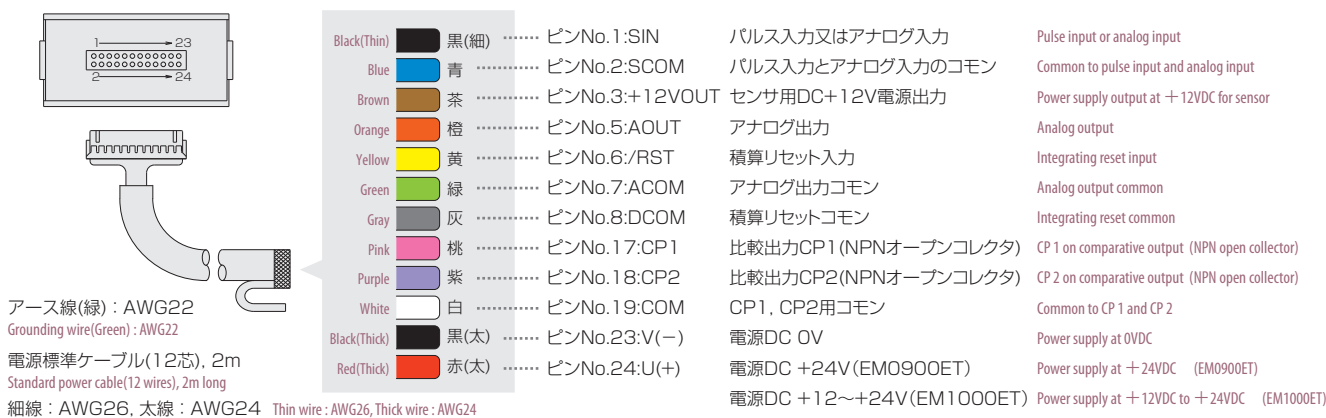 1 23
2 24
Black(Thin) 黒(細) ピンNo.1:SIN パルス入力又はアナログ入力 Pulse input or analog input
Blue 青 ピンNo.2:SCOM パルス入力とアナログ入力のコモン Common to pulse input and analog input
Brown 茶 ピンNo.3:+12VOUT センサ用DC+12V電源出力 Power supply output at +12VDC for sensor
Orange 橙 ピンNo.5:AOUT アナログ出力 Analog output
Yellow 黄 ピンNo.6:/RST 積算リセット入力 Integrating reset input
Green 緑 ピンNo.7:ACOM アナログ出力コモン Analog output common
Gray 灰 ピンNo.8:DCOM 積算リセットコモン Integrating reset common
Pink 桃 ピンNo.17:CP1 比較出力CP1(NPNオープンコレクタ) CP 1 on comparative output (NPN open collector)
Purple 紫 ピンNo.18:CP2 比較出力CP2(NPNオープンコレクタ) CP 2 on comparative output (NPN open collector)
White 白 ピンNo.19:COM CP1, CP2用コモン Common to CP 1 and CP 2
Black(Thick) 黒(太) ピンNo.23:V(−) 電源DC 0V Power supply at 0VDC
Red(Thick) 赤(太) ピンNo.24:U(+) 電源DC +24V(EM0900ET) Power supply at +24VDC (EM0900ET)
電源DC +12〜+24V(EM1000ET) Power supply at +12VDC to +24VDC (EM1000ET)
アース線(緑):AWG22
Grounding wire(Green) : AWG22
電源標準ケーブル(12芯), 2m
Standard power cable(12 wires), 2m long
細線:AWG26, 太線:AWG24 Thin wire : AWG26, Thick wire : AWG24